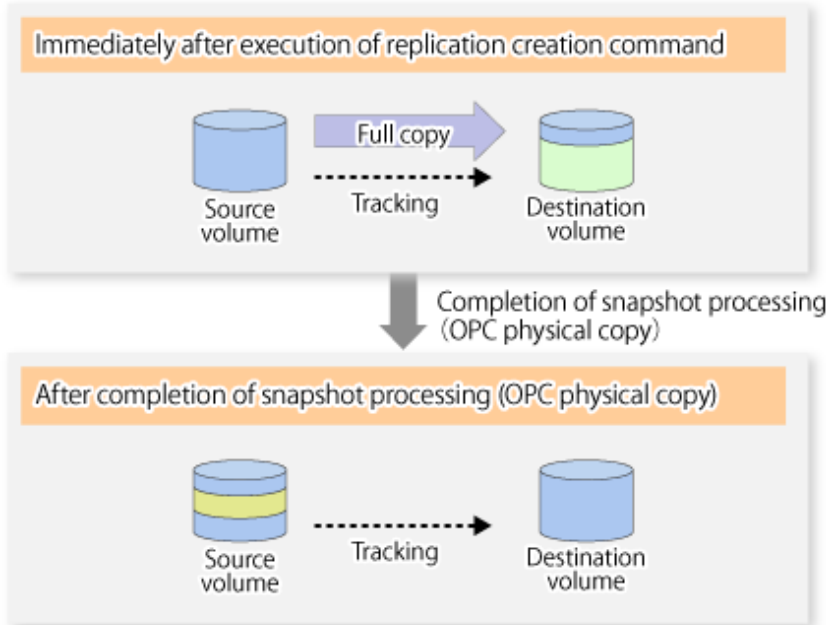 Immediately after execution of replication creation command
Full copy
Tracking
Source
volume
Destination
volume
Completion of snapshot processing
(OPC physical copy)
After completion of snapshot processing (OPC physical copy)
Tracking
Source
volume
Destination
volume